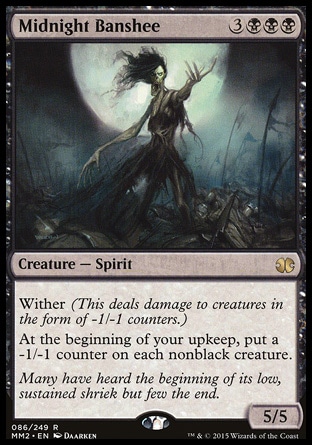 Midnight Banshee 3
Creature — Spirit
Wither (This deals damage to creatures in
the form of -1/-1 counters.)
At the beginning of your upkeep, put a
-1/-1 counter on each nonblack creature.
Many have heard the beginning of its low,
sustained shriek but few the end.
5/5
086/249 R
MM2 • EN DAARKEN
™ & © 2015 Wizards of the Coast